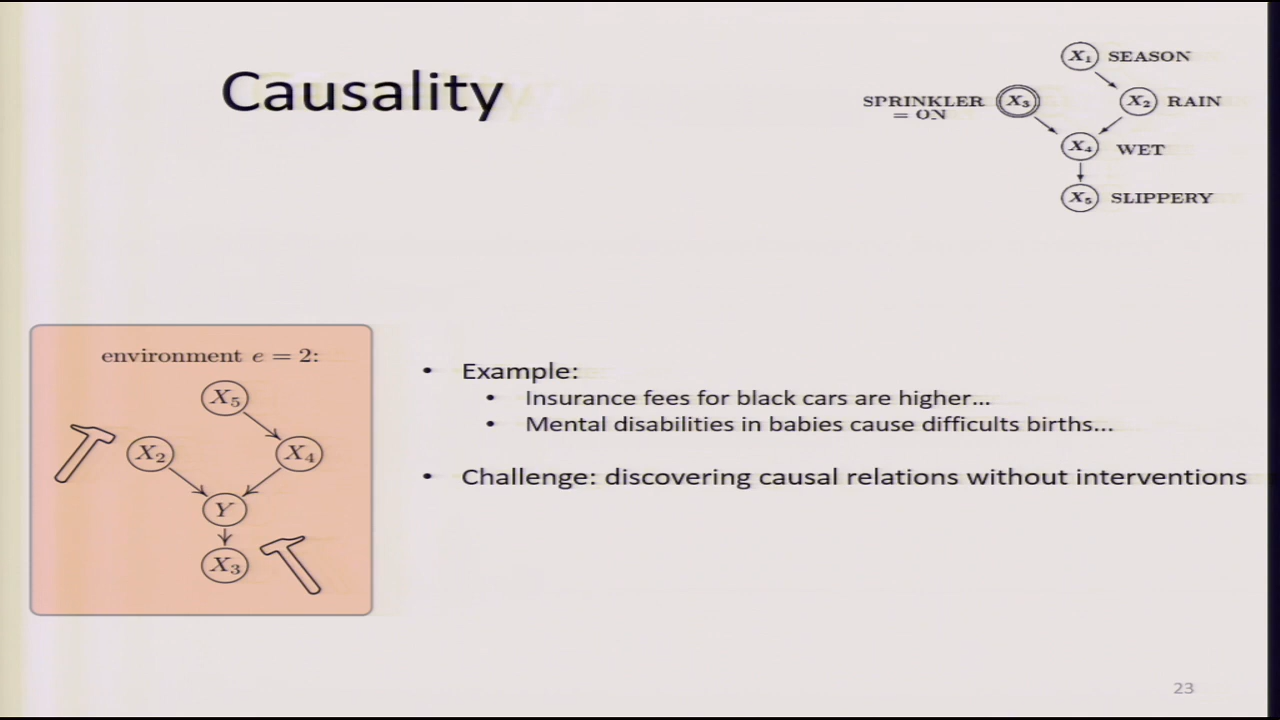 Causality
X₁ SEASON
SPRINKLER X₃ X₂ RAIN
= ON
X₄ WET
X₅ SLIPPERY
environment e = 2:
X₅
X₂ X₄
Y
X₃
• Example:
• Insurance fees for black cars are higher...
• Mental disabilities in babies cause difficults births...
• Challenge: discovering causal relations without interventions
23